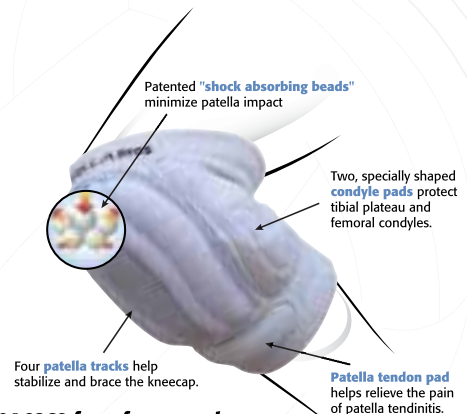 Patented "shock absorbing beads"
minimize patella impact
Two, specially shaped
condyle pads protect
tibial plateau and
femoral condyles.
Four patella tracks help
stabilize and brace the kneecap.
Patella tendon pad
helps relieve the pain
of patella tendinitis.